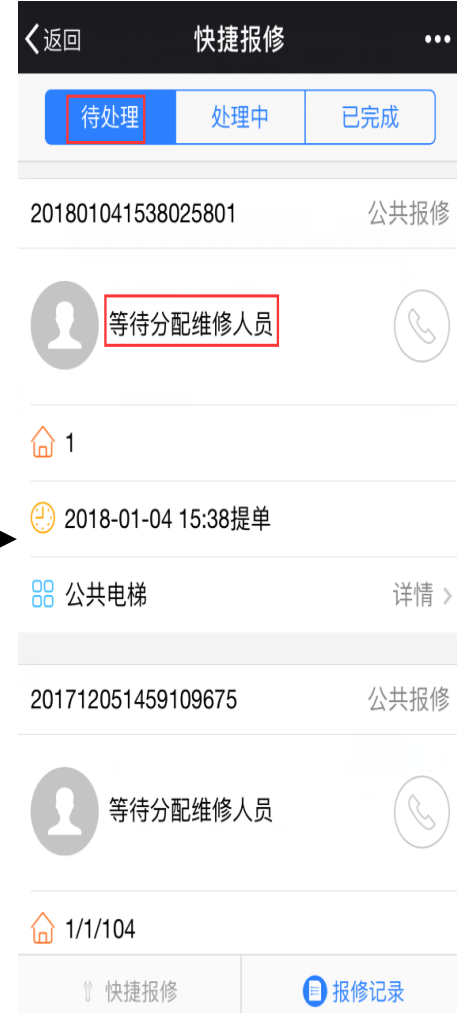 返回 快捷报修
待处理 处理中 已完成
201801041538025801 公共报修
等待分配维修人员
1
2018-01-04 15:38提单
公共电梯 详情
201712051459109675 公共报修
等待分配维修人员
1/1/104
快捷报修 报修记录